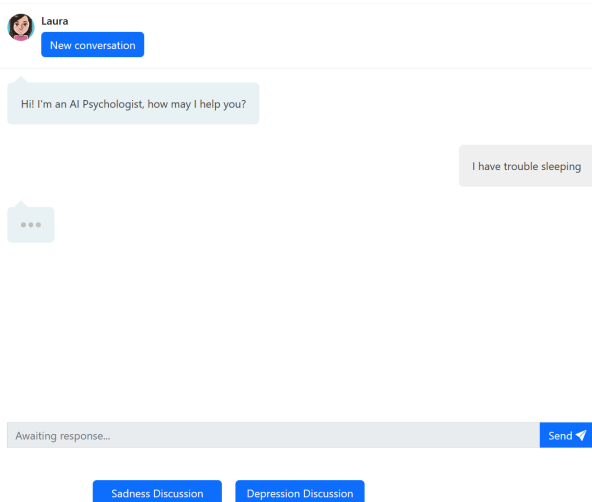 Laura
New conversation
Hi! I'm an AI Psychologist, how may I help you?
I have trouble sleeping
Awaiting response...
Send
Sadness Discussion
Depression Discussion